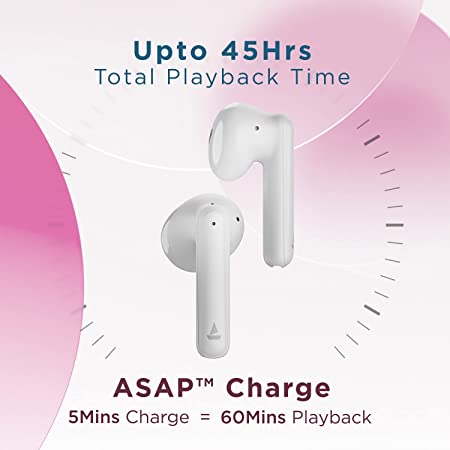 Upto 45Hrs
Total Playback Time
ASAP™ Charge
5Mins Charge = 60Mins Playback